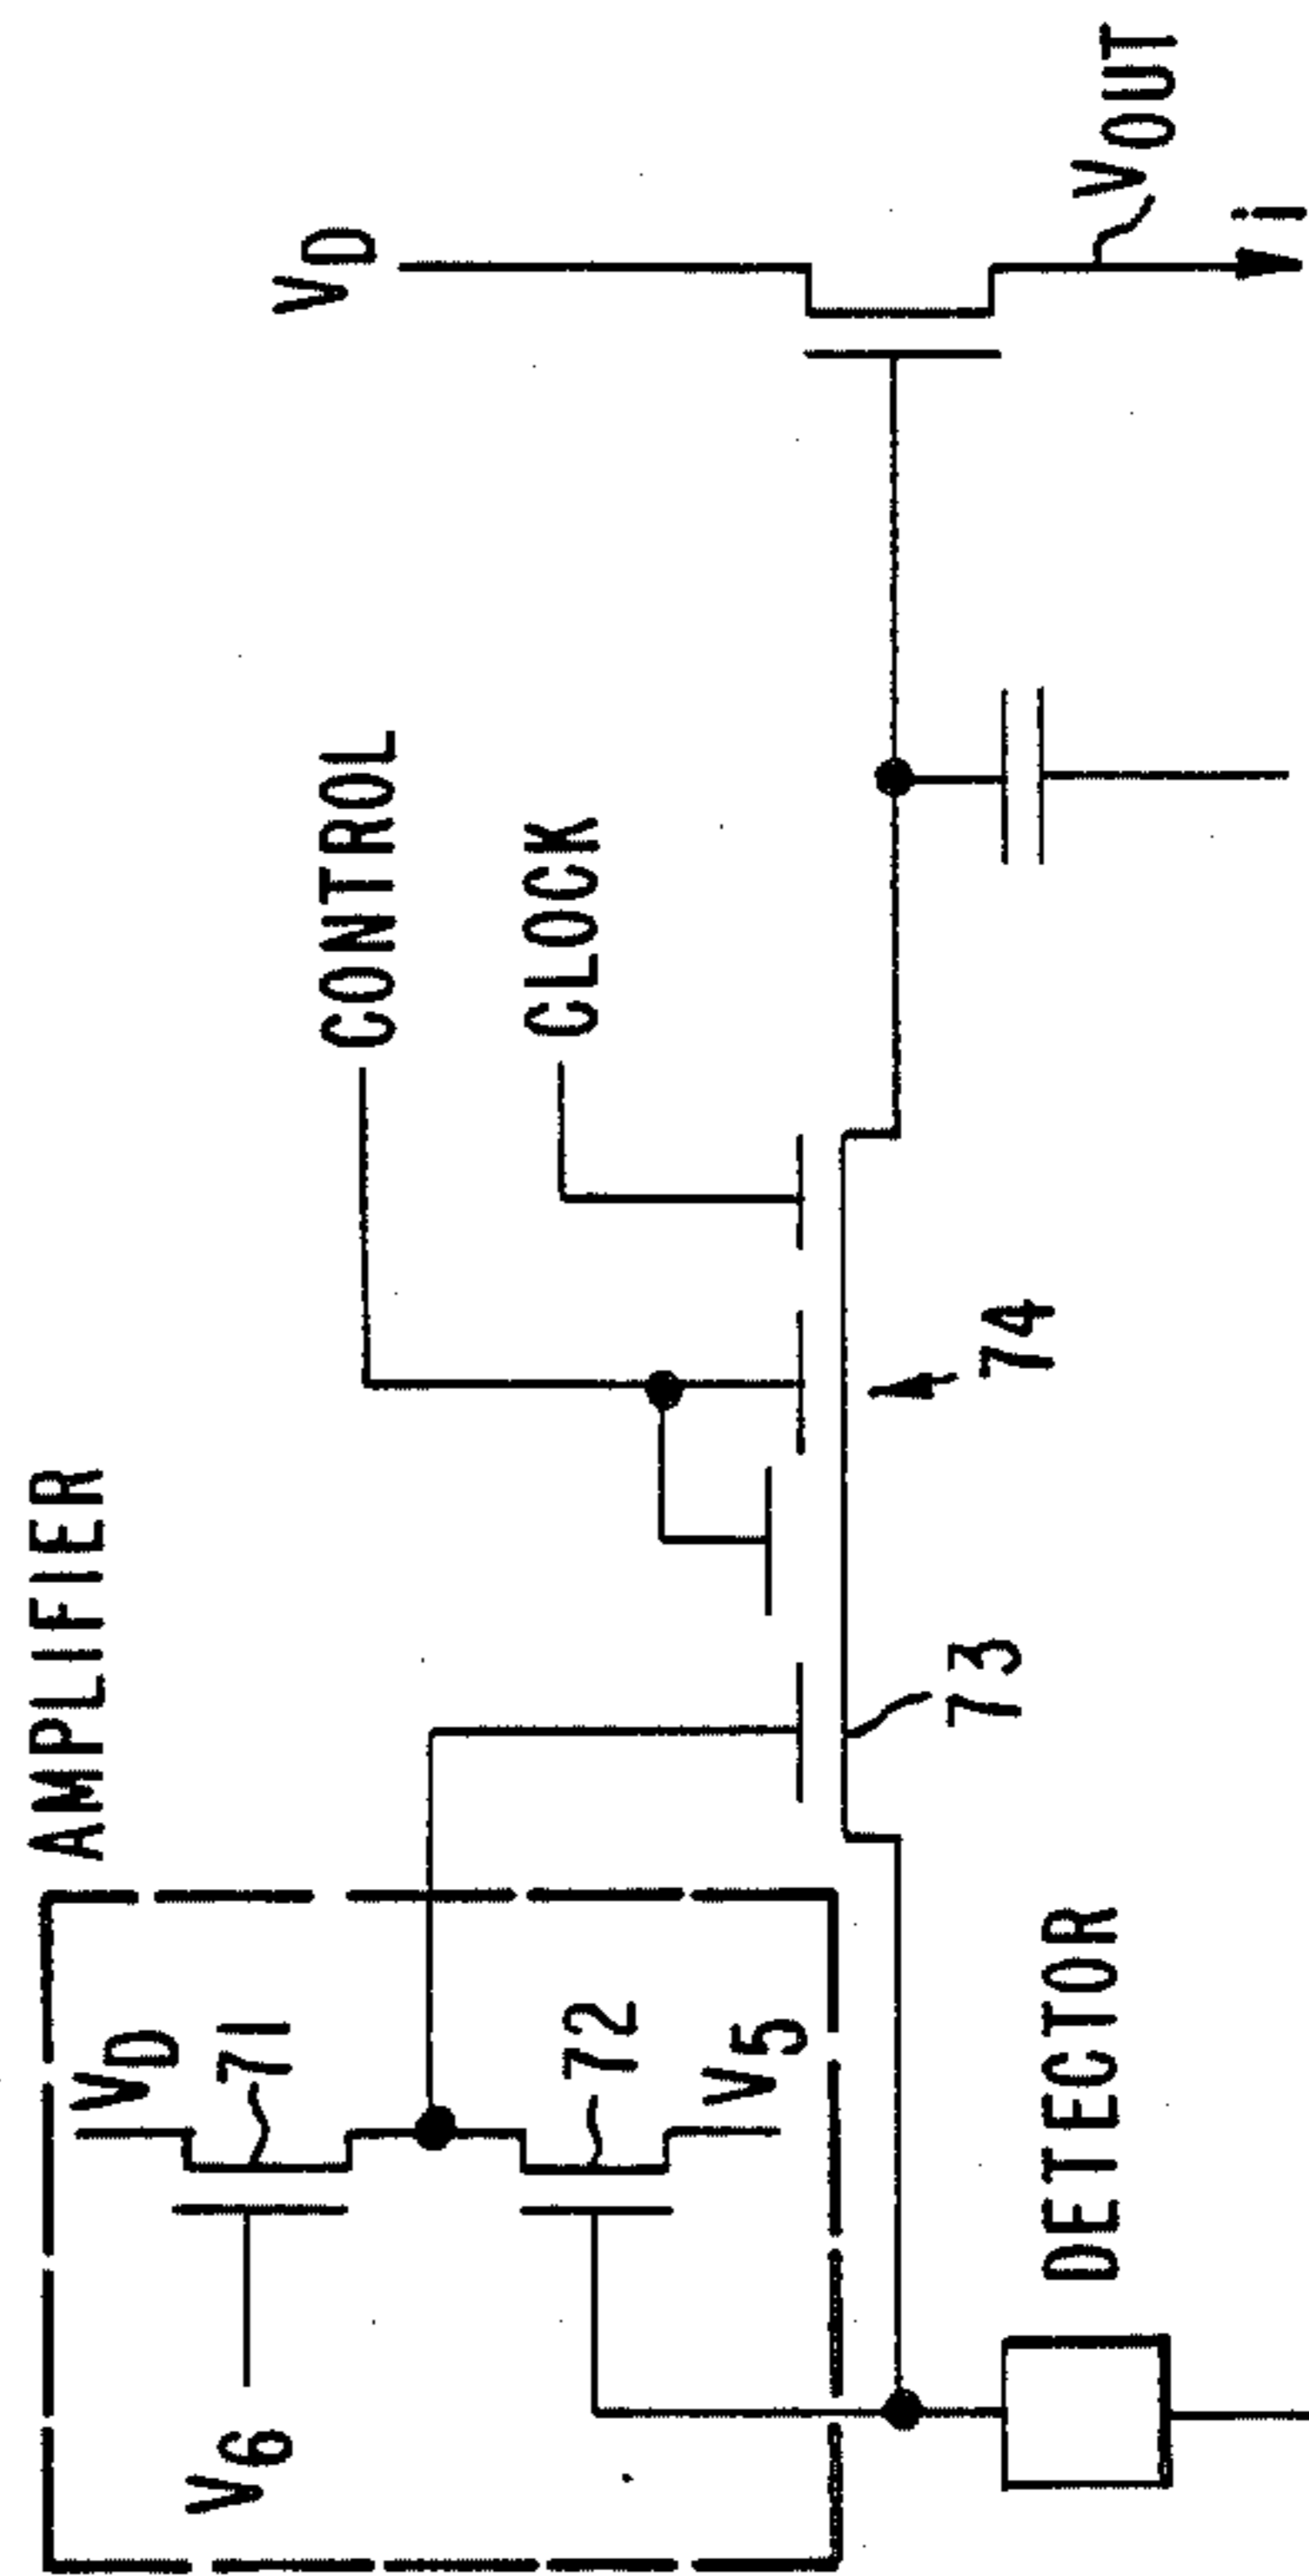 AMPLIFIER
VD
71
V6
72
V5
CONTROL
CLOCK
73
74
DETECTOR
VD
VOUT
i